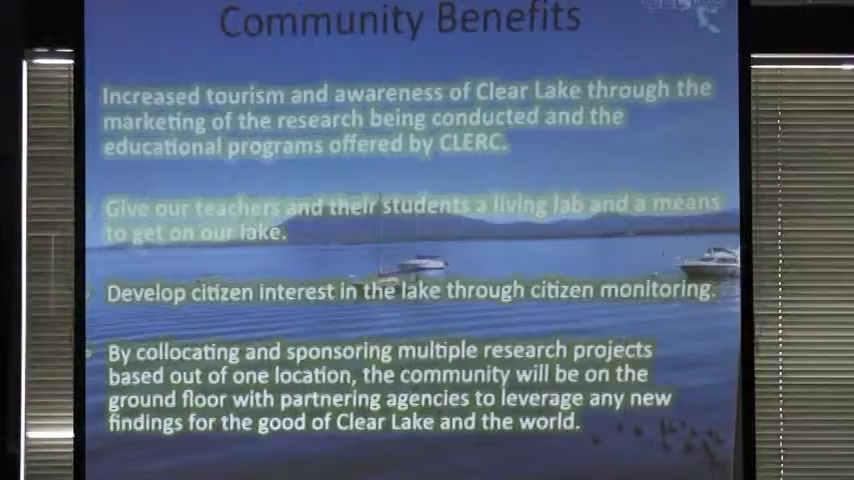 Community Benefits
Increased tourism and awareness of Clear Lake through the
marketing of the research being conducted and the
educational programs offered by CLERC.
Give our teachers and their students a living lab and a means
to get on our lake.
Develop citizen interest in the lake through citizen monitoring.
By collocating and sponsoring multiple research projects
based out of one location, the community will be on the
ground floor with partnering agencies to leverage any new
findings for the good of Clear Lake and the world.